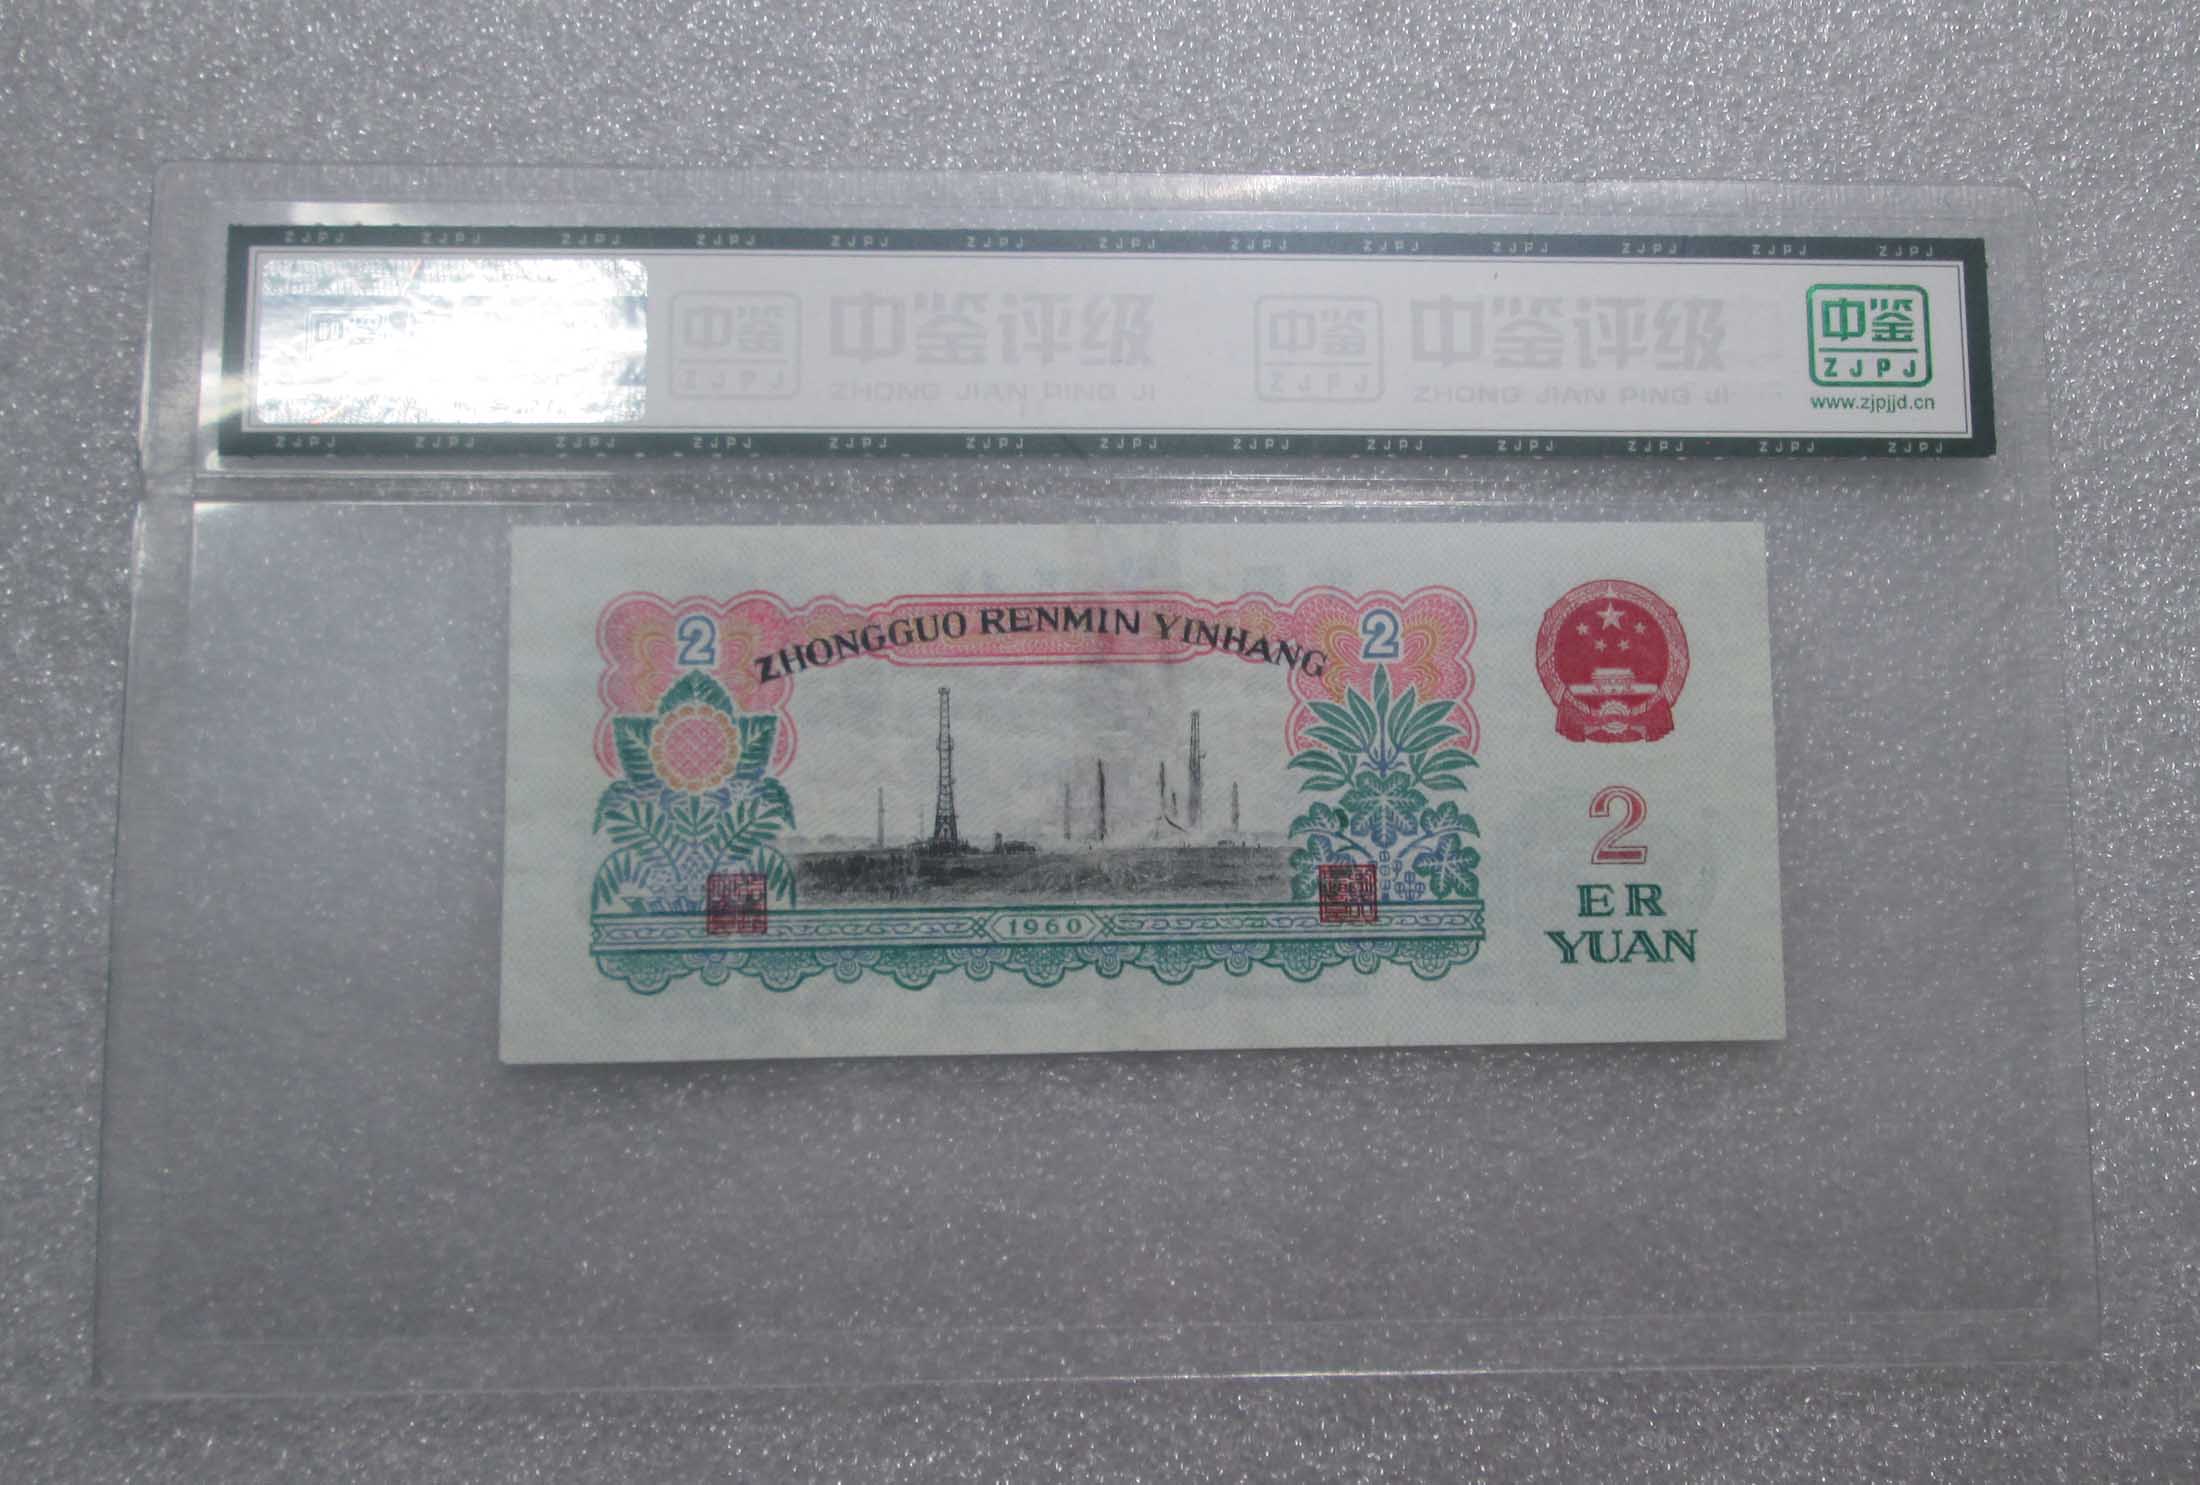 ZJPJ ZJPJ ZJPJ ZJPJ ZJPJ ZJPJ ZJPJ ZJPJ ZJPJ ZJPJ ZJPJ ZJPJ ZJPJ
中鉴
中鉴 中鉴评级 中鉴 中鉴评级 中鉴
ZJPJ ZHONG JIAN PING JI ZJPJ ZHONG JIAN PING JI ZJPJ
www.zjpjjd.cn
ZJPJ ZJPJ ZJPJ ZJPJ ZJPJ ZJPJ ZJPJ ZJPJ ZJPJ ZJPJ ZJPJ ZJPJ ZJPJ
2 ZHONGGUO RENMIN YINHANG 2
2
ER
YUAN
1960